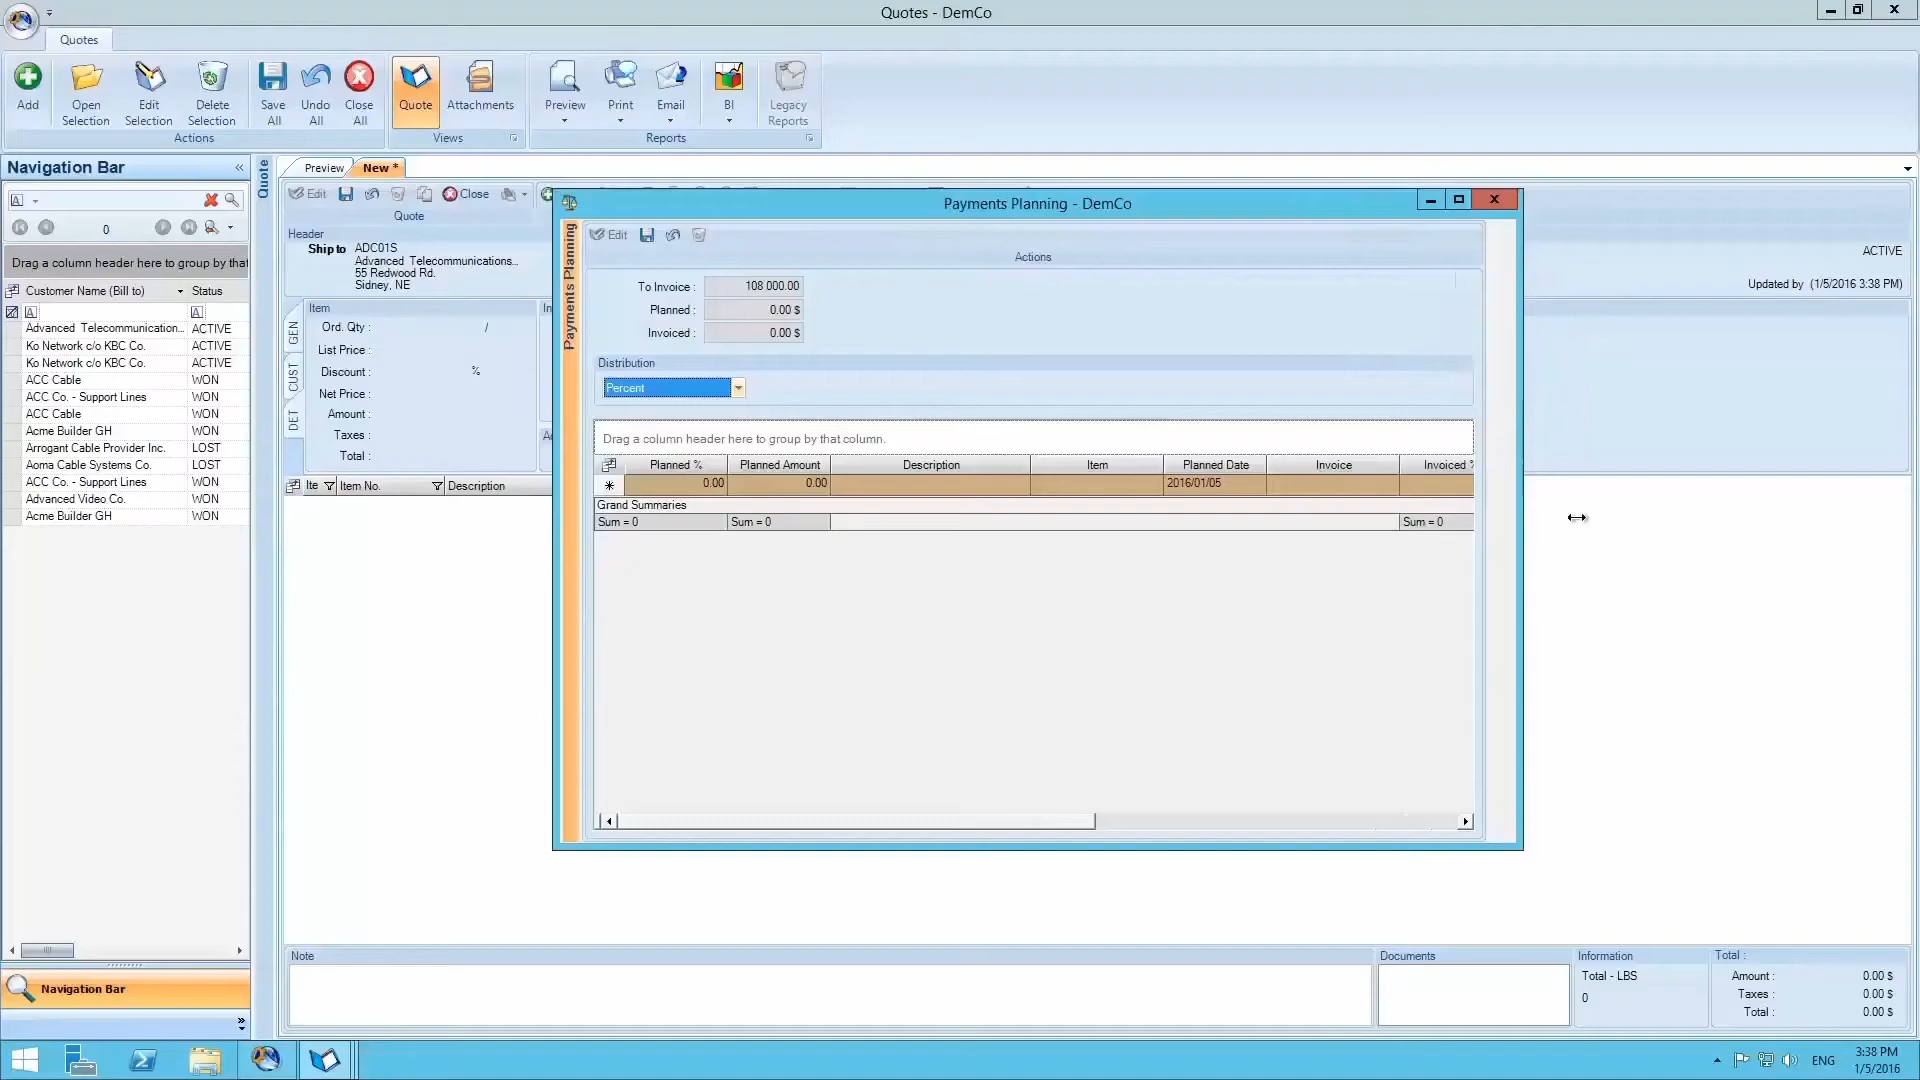 Quotes - DemCo
Quotes
Add
Open Selection
Edit Selection
Delete Selection
Save All
Undo All
Close All
Quote
Attachments
Preview
Print
Email
BI
Legacy Reports
Actions
Views
Reports
Navigation Bar
Quote
Preview
New *
Edit
Close
Quote
A
0
Drag a column header here to group by that
Customer Name (Bill to) Status
A A
Advanced Telecommunication... ACTIVE
Ko Network c/o KBC Co. ACTIVE
Ko Network c/o KBC Co. ACTIVE
ACC Cable WON
ACC Co. - Support Lines WON
ACC Cable WON
Acme Builder GH WON
Arrogant Cable Provider Inc. LOST
Aoma Cable Systems Co. LOST
ACC Co. - Support Lines WON
Advanced Video Co. WON
Acme Builder GH WON
Navigation Bar
Header
Ship to ADC01S
Advanced Telecommunications...
55 Redwood Rd.
Sidney, NE
GEN
CUST
DET
Item
In
Ord. Qty : /
List Price :
Discount : %
Net Price :
Amount :
Taxes :
Total :
Ite Item No. Description
ACTIVE
Updated by (1/5/2016 3:38 PM)
Payments Planning - DemCo
Payments Planning
Edit
Actions
To Invoice : 108 000.00
Planned : 0.00 $
Invoiced : 0.00 $
Distribution
Percent
Drag a column header here to group by that column.
Planned % Planned Amount Description Item Planned Date Invoice Invoiced %
0.00 0.00 2016/01/05
Grand Summaries
Sum = 0 Sum = 0 Sum = 0
Note
Documents
Information
Total - LBS
0
Total :
Amount : 0.00 $
Taxes : 0.00 $
Total : 0.00 $
ENG
3:38 PM
1/5/2016